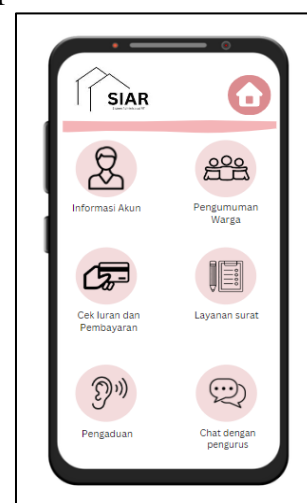 SIAR
Informasi Akun
Pengumuman
Warga
Cek Iuran dan
Pembayaran
Layanan surat
Pengaduan
Chat dengan
pengurus